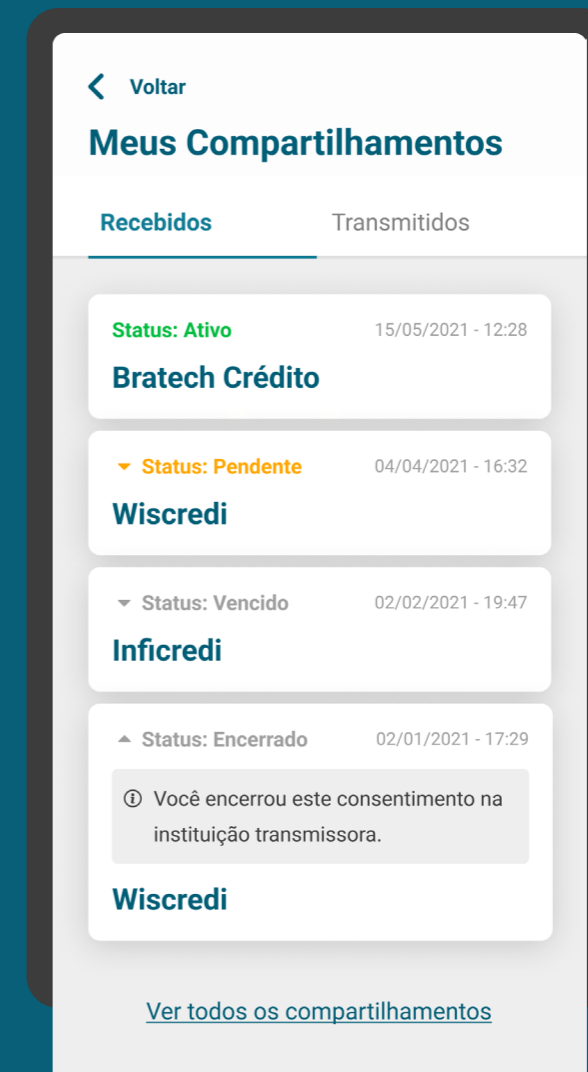 Voltar
Meus Compartilhamentos
Recebidos Transmitidos
Status: Ativo 15/05/2021 - 12:28
Bratech Crédito
Status: Pendente 04/04/2021 - 16:32
Wiscredi
Status: Vencido 02/02/2021 - 19:47
Inficredi
Status: Encerrado 02/01/2021 - 17:29
Você encerrou este consentimento na
instituição transmissora.
Wiscredi
Ver todos os compartilhamentos